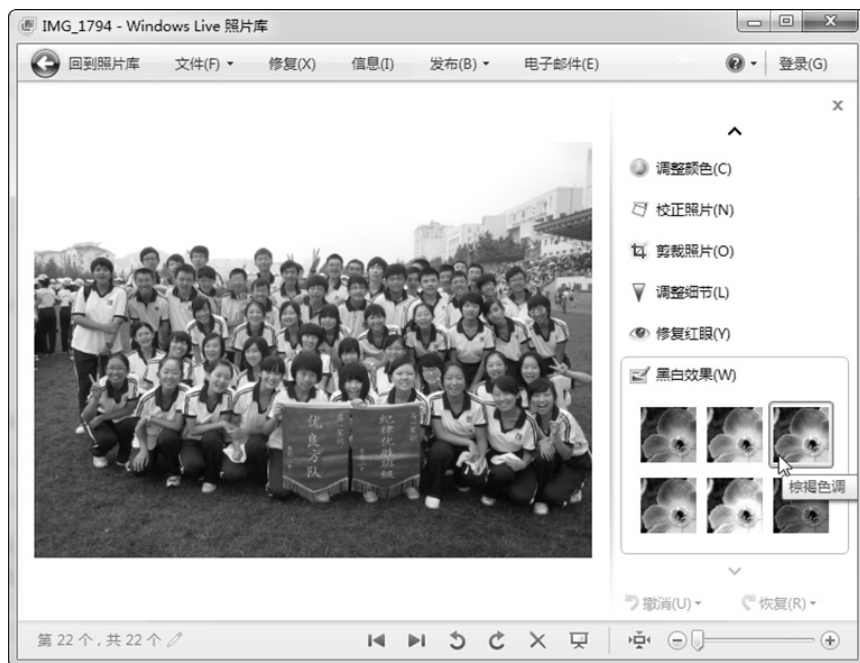 IMG_1794 - Windows Live 照片库
回到照片库 文件(F) 修复(X) 信息(I) 发布(B) 电子邮件(E) 登录(G)
调整颜色(C)
校正照片(N)
剪裁照片(O)
调整细节(L)
修复红眼(Y)
黑白效果(W)
棕褐色调
优良方队
纪律优胜班级
撤消(U) 恢复(R)
第 22 个，共 22 个